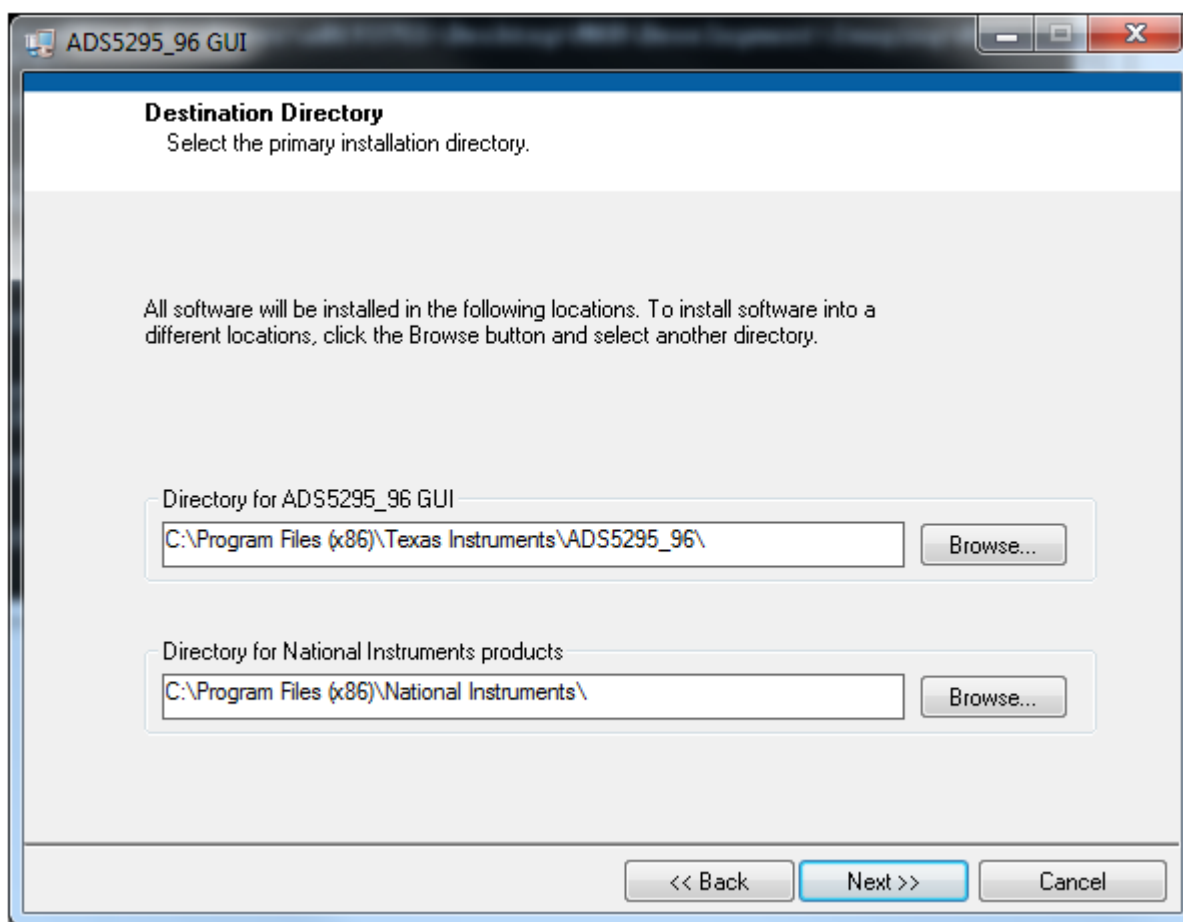 ADS5295_96 GUI
Destination Directory
Select the primary installation directory.
All software will be installed in the following locations. To install software into a
different locations, click the Browse button and select another directory.
Directory for ADS5295_96 GUI
C:\Program Files (x86)\Texas Instruments\ADS5295_96\
Browse...
Directory for National Instruments products
C:\Program Files (x86)\National Instruments\
Browse...
<< Back
Next >>
Cancel